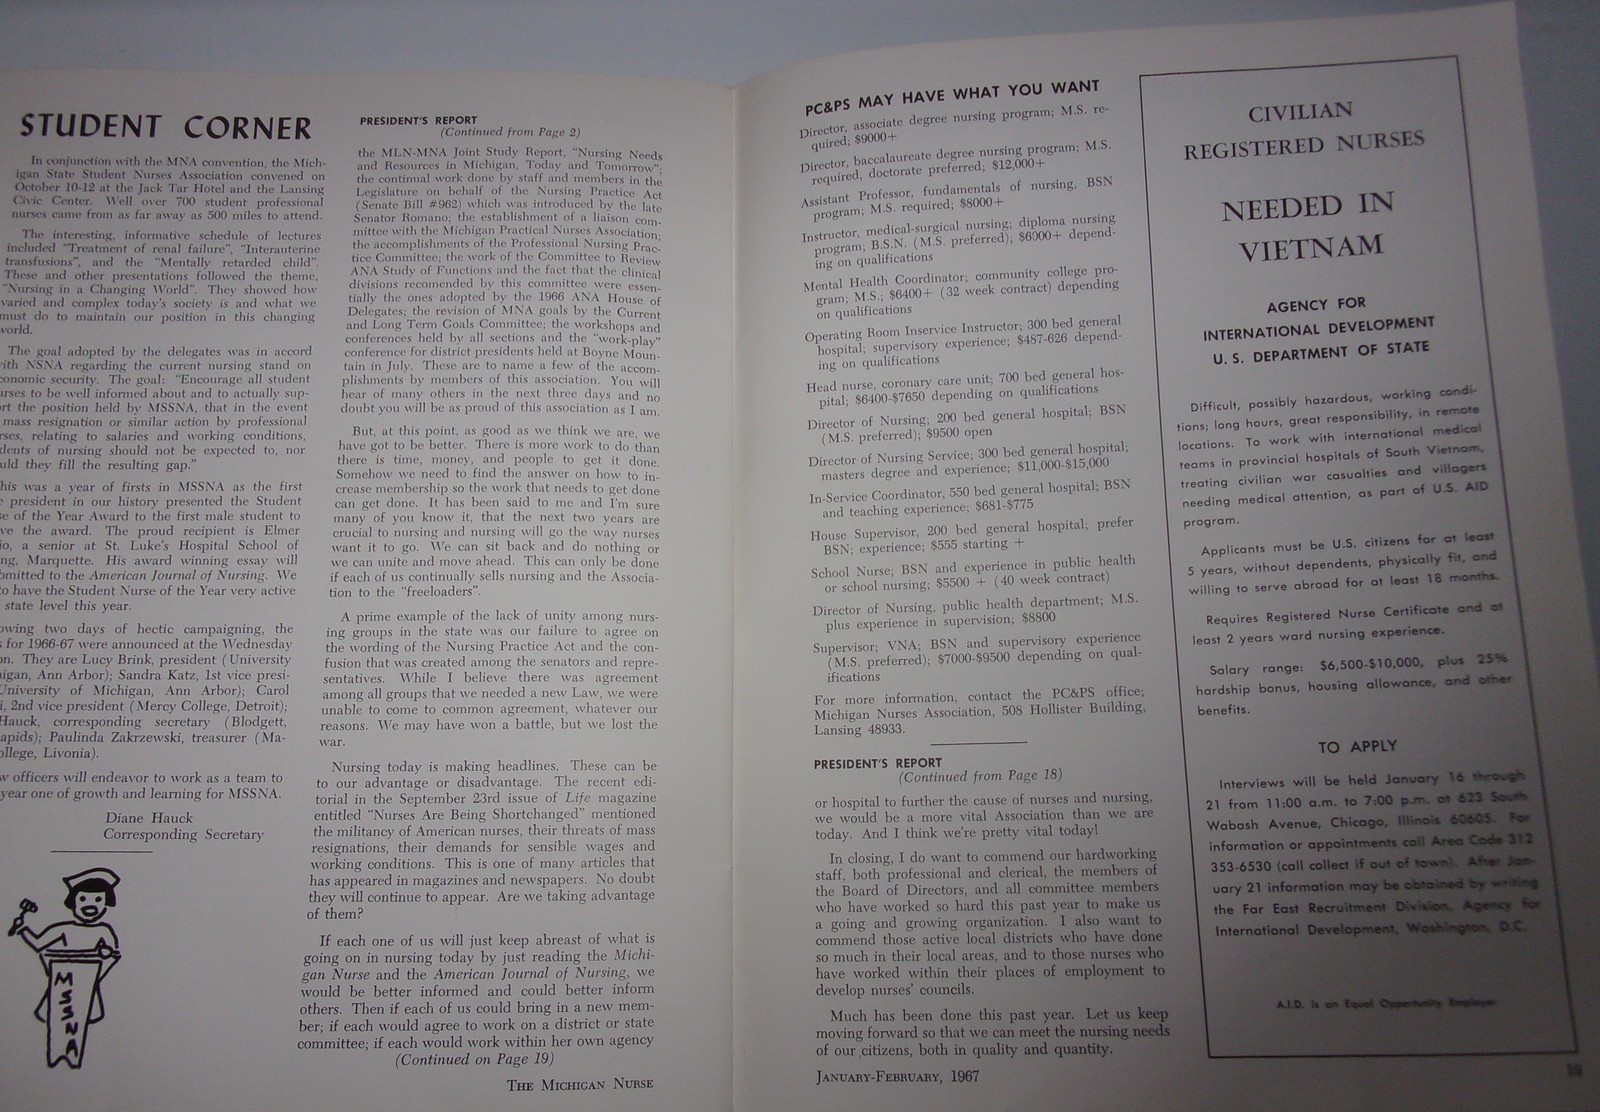 STUDENT CORNER
In conjunction with the MNA convention, the Mich-
igan State Student Nurses Association convened on
October 10-12 at the Jack Tar Hotel and the Lansing
Civic Center. Well over 700 student professional
nurses came from as far away as 500 miles to attend.
The interesting, informative schedule of lectures
included "Treatment of renal failure", "Interauterine
transfusions", and the "Mentally retarded child".
These and other presentations followed the theme,
"Nursing in a Changing World". They showed how
varied and complex today's society is and what we
must do to maintain our position in this changing
world.
The goal adopted by the delegates was in accord
ith NSNA regarding the current nursing stand on
conomic security. The goal: "Encourage all student
urses to be well informed about and to actually sup-
rt the position held by MSSNA, that in the event
mass resignation or similar action by professional
rses, relating to salaries and working conditions,
dents of nursing should not be expected to, nor
uld they fill the resulting gap."
his was a year of firsts in MSSNA as the first
president in our history presented the Student
se of the Year Award to the first male student to
ve the award. The proud recipient is Elmer
io, a senior at St. Luke's Hospital School of
ng, Marquette. His award winning essay will
bmitted to the American Journal of Nursing. We
to have the Student Nurse of the Year very active
state level this year.
owing two days of hectic campaigning, the
s for 1966-67 were announced at the Wednesday
on. They are Lucy Brink, president (University
igan, Ann Arbor); Sandra Katz, 1st vice presi-
University of Michigan, Ann Arbor); Carol
i, 2nd vice president (Mercy College, Detroit);
Hauck, corresponding secretary (Blodgett,
apids); Paulinda Zakrzewski, treasurer (Ma-
ollege, Livonia).
w officers will endeavor to work as a team to
year one of growth and learning for MSSNA.
Diane Hauck
Corresponding Secretary
MSSNA
PRESIDENT'S REPORT
(Continued from Page 2)
the MLN-MNA Joint Study Report, "Nursing Needs
and Resources in Michigan, Today and Tomorrow";
the continual work done by staff and members in the
Legislature on behalf of the Nursing Practice Act
(Senate Bill #962) which was introduced by the late
Senator Romano; the establishment of a liaison com-
mittee with the Michigan Practical Nurses Association;
the accomplishments of the Professional Nursing Prac-
tice Committee; the work of the Committee to Review
ANA Study of Functions and the fact that the clinical
divisions recomended by this committee were essen-
tially the ones adopted by the 1966 ANA House of
Delegates; the revision of MNA goals by the Current
and Long Term Goals Committee; the workshops and
conferences held by all sections and the "work-play"
conference for district presidents held at Boyne Moun-
tain in July. These are to name a few of the accom-
plishments by members of this association. You will
hear of many others in the next three days and no
doubt you will be as proud of this association as I am.
But, at this point, as good as we think we are, we
have got to be better. There is more work to do than
there is time, money, and people to get it done.
Somehow we need to find the answer on how to in-
crease membership so the work that needs to get done
can get done. It has been said to me and I'm sure
many of you know it, that the next two years are
crucial to nursing and nursing will go the way nurses
want it to go. We can sit back and do nothing or
we can unite and move ahead. This can only be done
if each of us continually sells nursing and the Associa-
tion to the "freeloaders".
A prime example of the lack of unity among nurs-
ing groups in the state was our failure to agree on
the wording of the Nursing Practice Act and the con-
fusion that was created among the senators and repre-
sentatives. While I believe there was agreement
among all groups that we needed a new Law, we were
unable to come to common agreement, whatever our
reasons. We may have won a battle, but we lost the
war.
Nursing today is making headlines. These can be
to our advantage or disadvantage. The recent edi-
torial in the September 23rd issue of Life magazine
entitled "Nurses Are Being Shortchanged" mentioned
the militancy of American nurses, their threats of mass
resignations, their demands for sensible wages and
working conditions. This is one of many articles that
has appeared in magazines and newspapers. No doubt
they will continue to appear. Are we taking advantage
of them?
If each one of us will just keep abreast of what is
going on in nursing today by just reading the Michi-
gan Nurse and the American Journal of Nursing, we
would be better informed and could better inform
others. Then if each of us could bring in a new mem-
ber; if each would agree to work on a district or state
committee; if each would work within her own agency
(Continued on Page 19)
THE MICHIGAN NURSE
PC&PS MAY HAVE WHAT YOU WANT
Director, associate degree nursing program; M.S. re-
quired; $9000+
Director, baccalaureate degree nursing program; M.S.
required, doctorate preferred; $12,000+
Assistant Professor, fundamentals of nursing, BSN
program; M.S. required; $8000+
Instructor, medical-surgical nursing; diploma nursing
program; B.S.N. (M.S. preferred); $6000+ depend-
ing on qualifications
Mental Health Coordinator; community college pro-
gram; M.S.; $6400+ (32 week contract) depending
on qualifications
Operating Room Inservice Instructor; 300 bed general
hospital; supervisory experience; $487-626 depend-
ing on qualifications
Head nurse, coronary care unit; 700 bed general hos-
pital; $6400-$7650 depending on qualifications
Director of Nursing; 200 bed general hospital; BSN
(M.S. preferred); $9500 open
Director of Nursing Service; 300 bed general hospital;
masters degree and experience; $11,000-$15,000
In-Service Coordinator, 550 bed general hospital; BSN
and teaching experience; $681-$775
House Supervisor, 200 bed general hospital; prefer
BSN; experience; $555 starting +
School Nurse; BSN and experience in public health
or school nursing; $5500 + (40 week contract)
Director of Nursing, public health department; M.S.
plus experience in supervision; $8800
Supervisor; VNA; BSN and supervisory experience
(M.S. preferred); $7000-$9500 depending on qual-
ifications
For more information, contact the PC&PS office;
Michigan Nurses Association, 508 Hollister Building,
Lansing 48933.
PRESIDENT'S REPORT
(Continued from Page 18)
or hospital to further the cause of nurses and nursing,
we would be a more vital Association than we are
today. And I think we're pretty vital today!
In closing, I do want to commend our hardworking
staff, both professional and clerical, the members of
the Board of Directors, and all committee members
who have worked so hard this past year to make us
a going and growing organization. I also want to
commend those active local districts who have done
so much in their local areas, and to those nurses who
have worked within their places of employment to
develop nurses' councils.
Much has been done this past year. Let us keep
moving forward so that we can meet the nursing needs
of our citizens, both in quality and quantity.
JANUARY-FEBRUARY, 1967
CIVILIAN
REGISTERED NURSES
NEEDED IN
VIETNAM
AGENCY FOR
INTERNATIONAL DEVELOPMENT
U. S. DEPARTMENT OF STATE
Difficult, possibly hazardous, working condi-
tions; long hours, great responsibility, in remote
locations. To work with international medical
teams in provincial hospitals of South Vietnam,
treating civilian war casualties and villagers
needing medical attention, as part of U.S. AID
program.
Applicants must be U.S. citizens for at least
5 years, without dependents, physically fit, and
willing to serve abroad for at least 18 months.
Requires Registered Nurse Certificate and at
least 2 years ward nursing experience.
Salary range: $6,500-$10,000, plus 25%
hardship bonus, housing allowance, and other
benefits.
TO APPLY
Interviews will be held January 16 through
21 from 11:00 a.m. to 7:00 p.m. at 623 South
Wabash Avenue, Chicago, Illinois 60605. For
information or appointments call Area Code 312
353-6530 (call collect if out of town). After Jan-
uary 21 information may be obtained by writing
the Far East Recruitment Division, Agency for
International Development, Washington, D.C.
A.I.D. is an Equal Opportunity Employer
19